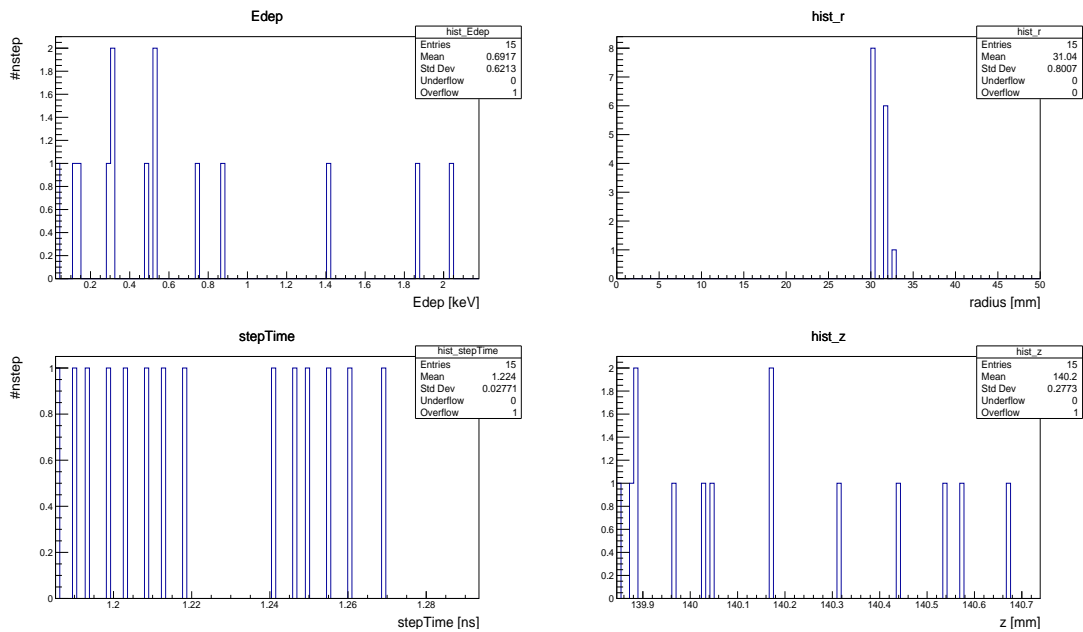 Edep
#nstep
hist_Edep
Entries 15
Mean 0.6917
Std Dev 0.6213
Underflow 0
Overflow 1
2
1.8
1.6
1.4
1.2
1
0.8
0.6
0.4
0.2
0
0.2 0.4 0.6 0.8 1 1.2 1.4 1.6 1.8 2
Edep [keV]
hist_r
hist_r
Entries 15
Mean 31.04
Std Dev 0.8007
Underflow 0
Overflow 0
8
7
6
5
4
3
2
1
0
0 5 10 15 20 25 30 35 40 45 50
radius [mm]
stepTime
#nstep
hist_stepTime
Entries 15
Mean 1.224
Std Dev 0.02771
Underflow 0
Overflow 1
1
0.8
0.6
0.4
0.2
0
1.2 1.22 1.24 1.26 1.28
stepTime [ns]
hist_z
hist_z
Entries 15
Mean 140.2
Std Dev 0.2773
Underflow 0
Overflow 1
2
1.8
1.6
1.4
1.2
1
0.8
0.6
0.4
0.2
0
139.9 140 140.1 140.2 140.3 140.4 140.5 140.6 140.7
z [mm]